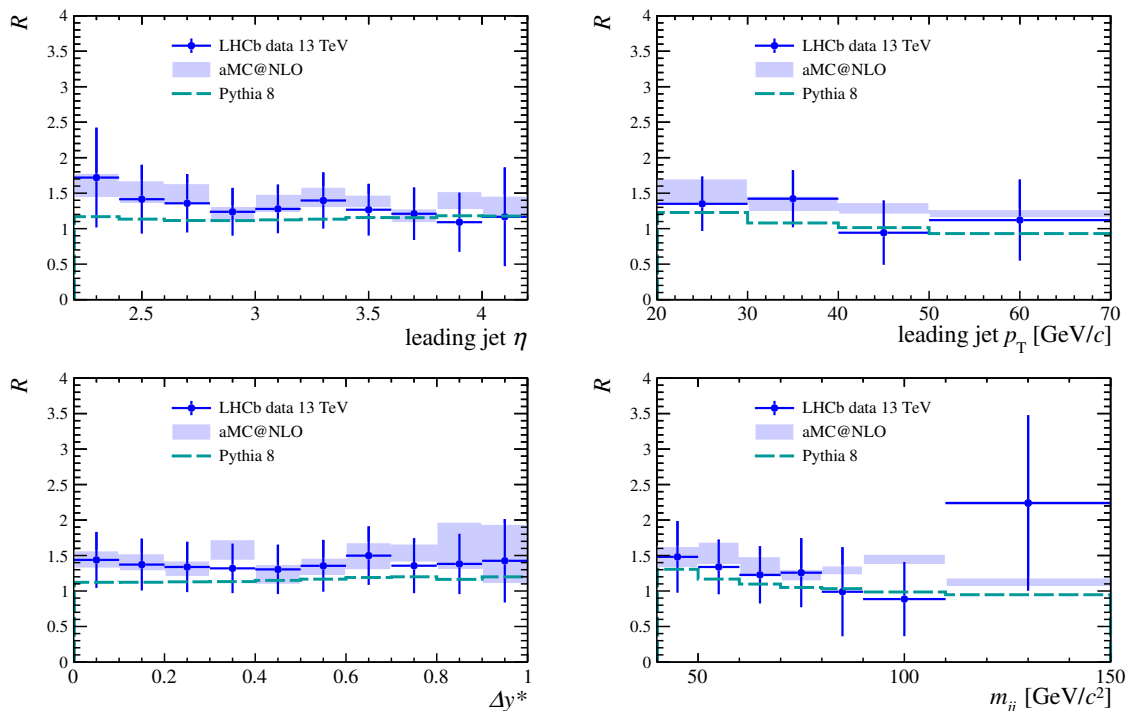 R
4
3.5
3
2.5
2
1.5
1
0.5
0
LHCb data 13 TeV
aMC@NLO
Pythia 8
2.5 3 3.5 4
leading jet η
R
4
3.5
3
2.5
2
1.5
1
0.5
0
LHCb data 13 TeV
aMC@NLO
Pythia 8
20 30 40 50 60 70
leading jet p_T [GeV/c]
R
4
3.5
3
2.5
2
1.5
1
0.5
0
LHCb data 13 TeV
aMC@NLO
Pythia 8
0 0.2 0.4 0.6 0.8 1
Δy*
R
4
3.5
3
2.5
2
1.5
1
0.5
0
LHCb data 13 TeV
aMC@NLO
Pythia 8
50 100 150
m_jj [GeV/c²]